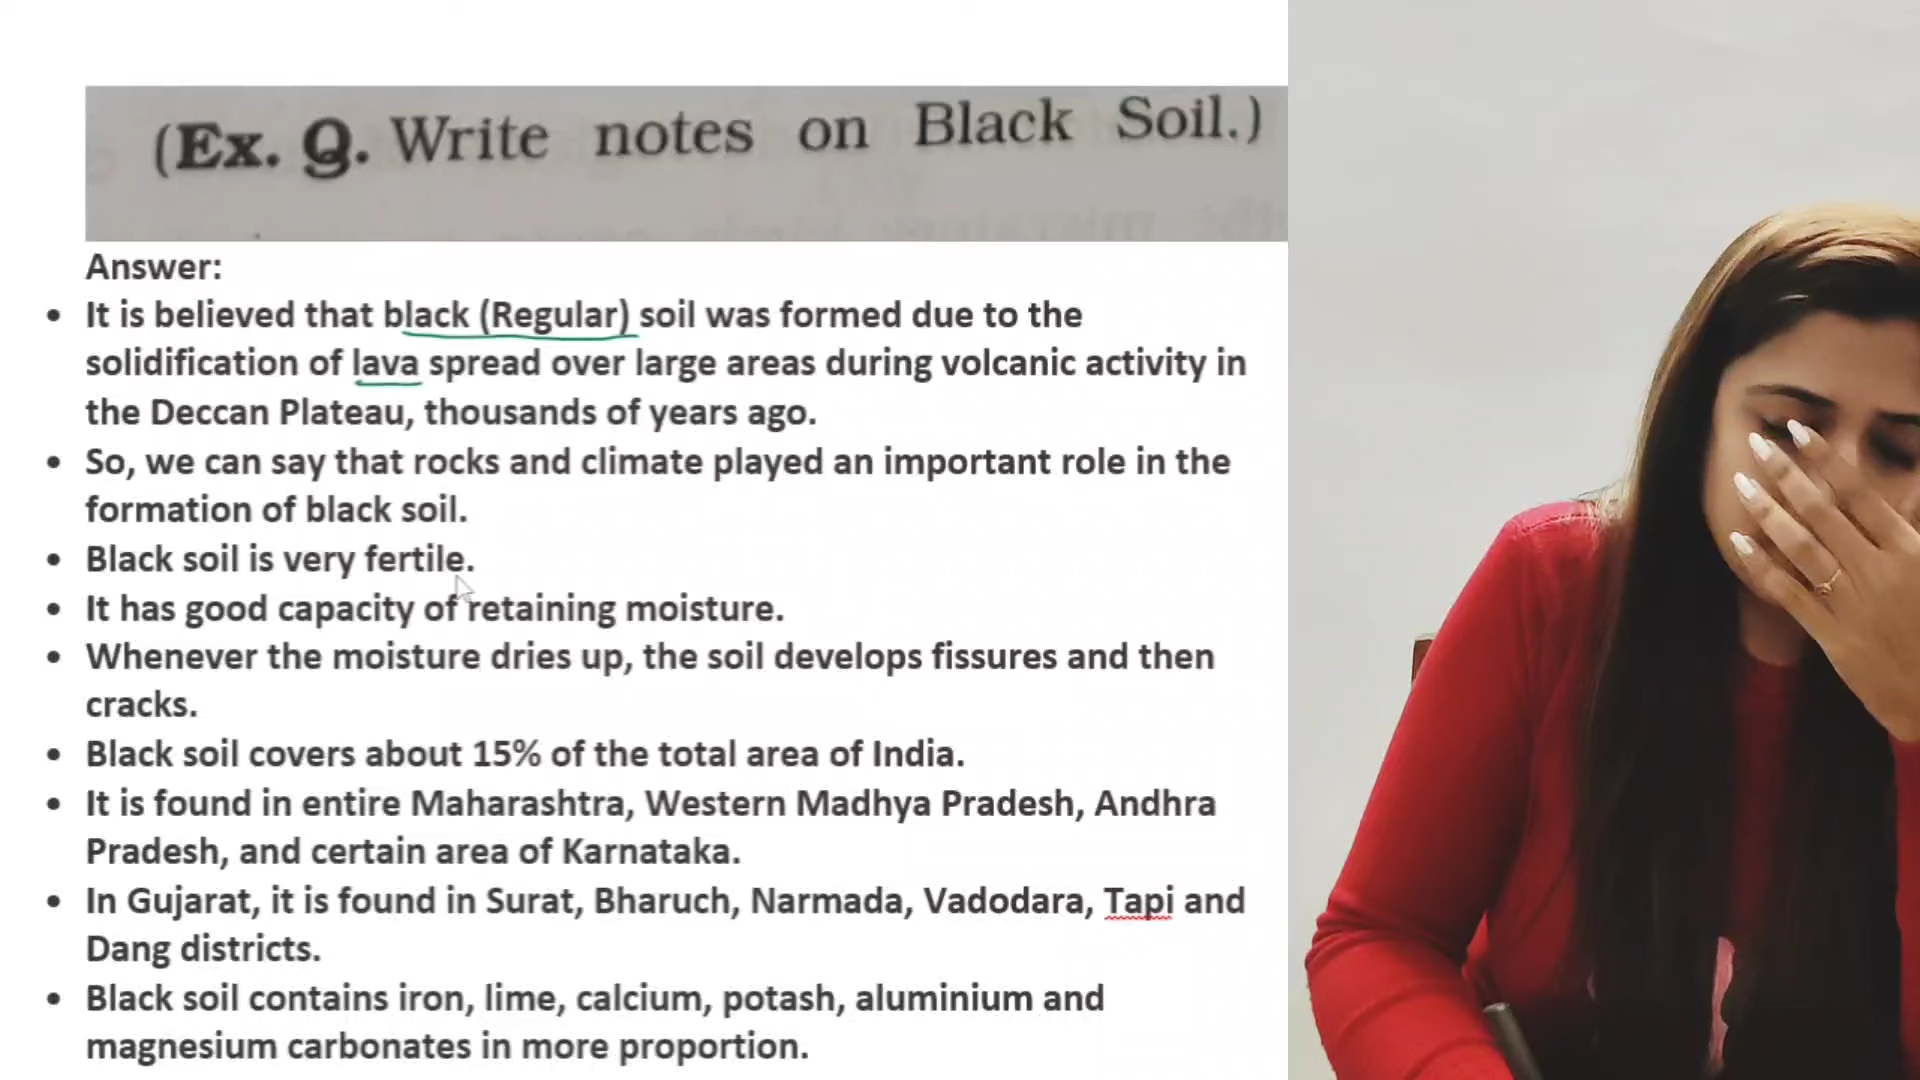 (Ex. Q. Write notes on Black Soil.)
Answer:
• It is believed that black (Regular) soil was formed due to the
solidification of lava spread over large areas during volcanic activity in
the Deccan Plateau, thousands of years ago.
• So, we can say that rocks and climate played an important role in the
formation of black soil.
• Black soil is very fertile.
• It has good capacity of retaining moisture.
• Whenever the moisture dries up, the soil develops fissures and then
cracks.
• Black soil covers about 15% of the total area of India.
• It is found in entire Maharashtra, Western Madhya Pradesh, Andhra
Pradesh, and certain area of Karnataka.
• In Gujarat, it is found in Surat, Bharuch, Narmada, Vadodara, Tapi and
Dang districts.
• Black soil contains iron, lime, calcium, potash, aluminium and
magnesium carbonates in more proportion.